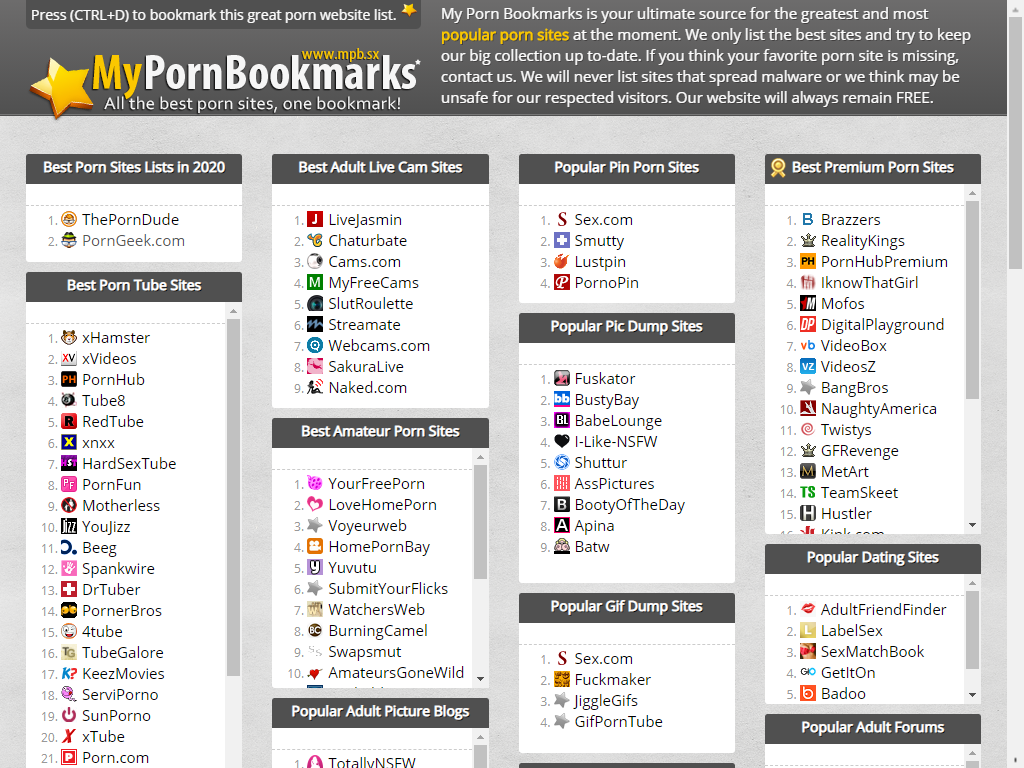 Press (CTRL+D) to bookmark this great porn website list.
www.mpb.sx
MyPornBookmarks*
All the best porn sites, one bookmark!
My Porn Bookmarks is your ultimate source for the greatest and most
popular porn sites at the moment. We only list the best sites and try to keep
our big collection up-to-date. If you think your favorite porn site is missing,
contact us. We will never list sites that spread malware or we think may be
unsafe for our respected visitors. Our website will always remain FREE.
Best Porn Sites Lists in 2020
1. ThePornDude
2. PornGeek.com
Best Porn Tube Sites
1. xHamster
2. xVideos
3. PornHub
4. Tube8
5. RedTube
6. xnxx
7. HardSexTube
8. PornFun
9. Motherless
10. YouJizz
11. Beeg
12. Spankwire
13. DrTuber
14. PornerBros
15. 4tube
16. TubeGalore
17. KeezMovies
18. ServiPorno
19. SunPorno
20. xTube
21. Porn.com
Best Adult Live Cam Sites
1. LiveJasmin
2. Chaturbate
3. Cams.com
4. MyFreeCams
5. SlutRoulette
6. Streamate
7. Webcams.com
8. SakuraLive
9. Naked.com
Best Amateur Porn Sites
1. YourFreePorn
2. LoveHomePorn
3. Voyeurweb
4. HomePornBay
5. Yuvutu
6. SubmitYourFlicks
7. WatchersWeb
8. BurningCamel
9. Swapsmut
10. AmateursGoneWild
Popular Adult Picture Blogs
1. TotallyNSFW
Popular Pin Porn Sites
1. Sex.com
2. Smutty
3. Lustpin
4. PornoPin
Popular Pic Dump Sites
1. Fuskator
2. BustyBay
3. BabeLounge
4. I-Like-NSFW
5. Shuttur
6. AssPictures
7. BootyOfTheDay
8. Apina
9. Batw
Popular Gif Dump Sites
1. Sex.com
2. Fuckmaker
3. JiggleGifs
4. GifPornTube
Best Premium Porn Sites
1. Brazzers
2. RealityKings
3. PornHubPremium
4. IknowThatGirl
5. Mofos
6. DigitalPlayground
7. VideoBox
8. VideosZ
9. BangBros
10. NaughtyAmerica
11. Twistys
12. GFRevenge
13. MetArt
14. TeamSkeet
15. Hustler
16. Kink.com
Popular Dating Sites
1. AdultFriendFinder
2. LabelSex
3. SexMatchBook
4. GetItOn
5. Badoo
Popular Adult Forums